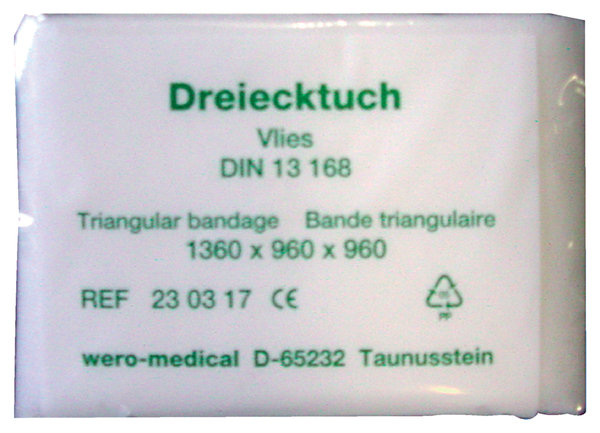 Dreiecktuch
Vlies
DIN 13 168
Triangular bandage Bande triangulaire
1360 x 960 x 960
REF 23 03 17 CE
PP
wero-medical D-65232 Taunusstein